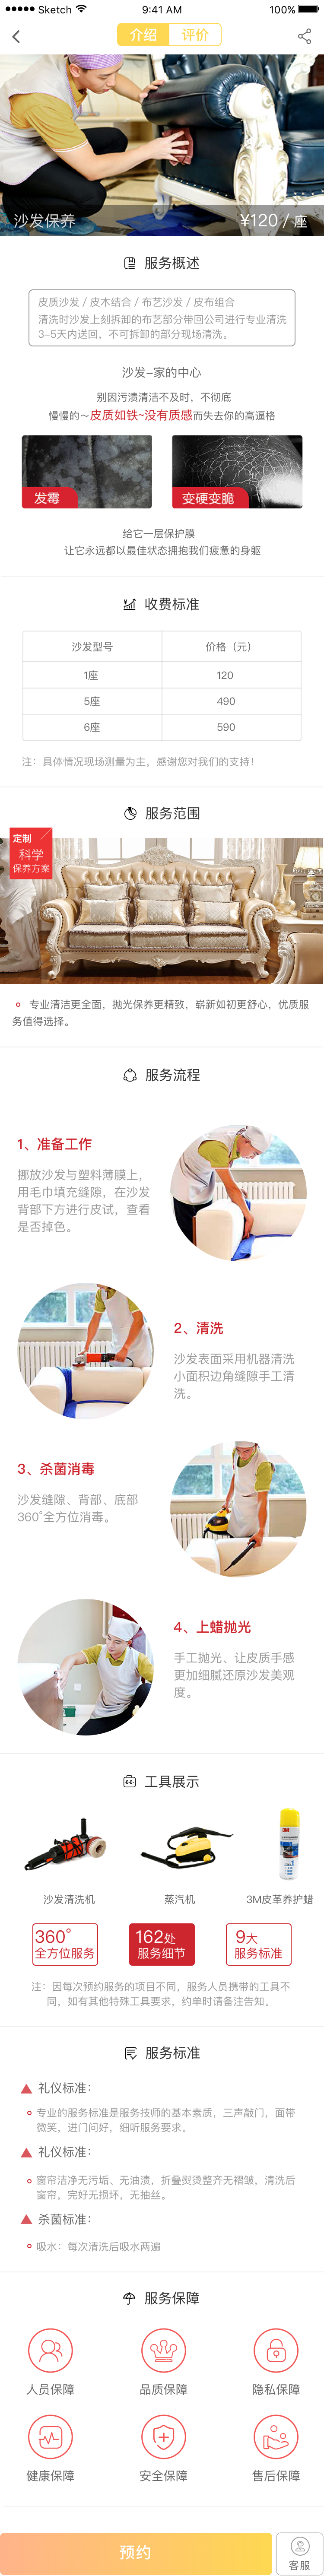 Sketch 9:41 AM 100%
介绍 评价
沙发保养 ¥120 / 座
服务概述
皮质沙发 / 皮木结合 / 布艺沙发 / 皮布组合
清洗时沙发上刻拆卸的布艺部分带回公司进行专业清洗
3-5天内送回，不可拆卸的部分现场清洗。
沙发-家的中心
别因污渍清洁不及时，不彻底
慢慢的~皮质如铁~没有质感而失去你的高逼格
发霉 变硬变脆
给它一层保护膜
让它永远都以最佳状态拥抱我们疲惫的身躯
收费标准
沙发型号 价格（元）
1座 120
5座 490
6座 590
注：具体情况现场测量为主，感谢您对我们的支持！
服务范围
定制
科学
保养方案
专业清洁更全面，抛光保养更精致，崭新如初更舒心，优质服
务值得选择。
服务流程
1、准备工作
挪放沙发与塑料薄膜上，
用毛巾填充缝隙，在沙发
背部下方进行皮试，查看
是否掉色。
2、清洗
沙发表面采用机器清洗
小面积边角缝隙手工清
洗。
3、杀菌消毒
沙发缝隙、背部、底部
360°全方位消毒。
4、上蜡抛光
手工抛光、让皮质手感
更加细腻还原沙发美观
度。
工具展示
3M
沙发清洗机 蒸汽机 3M皮革养护蜡
360° 162处 9大
全方位服务 服务细节 服务标准
注：因每次预约服务的项目不同，服务人员携带的工具不
同，如有其他特殊工具要求，约单时请备注告知。
服务标准
礼仪标准：
专业的服务标准是服务技师的基本素质，三声敲门，面带
微笑，进门问好，细听服务要求。
礼仪标准：
窗帘洁净无污垢、无油渍，折叠熨烫整齐无褶皱，清洗后
窗帘，完好无损坏，无抽丝。
杀菌标准：
吸水：每次清洗后吸水两遍
服务保障
人员保障 品质保障 隐私保障
健康保障 安全保障 售后保障
预约 客服